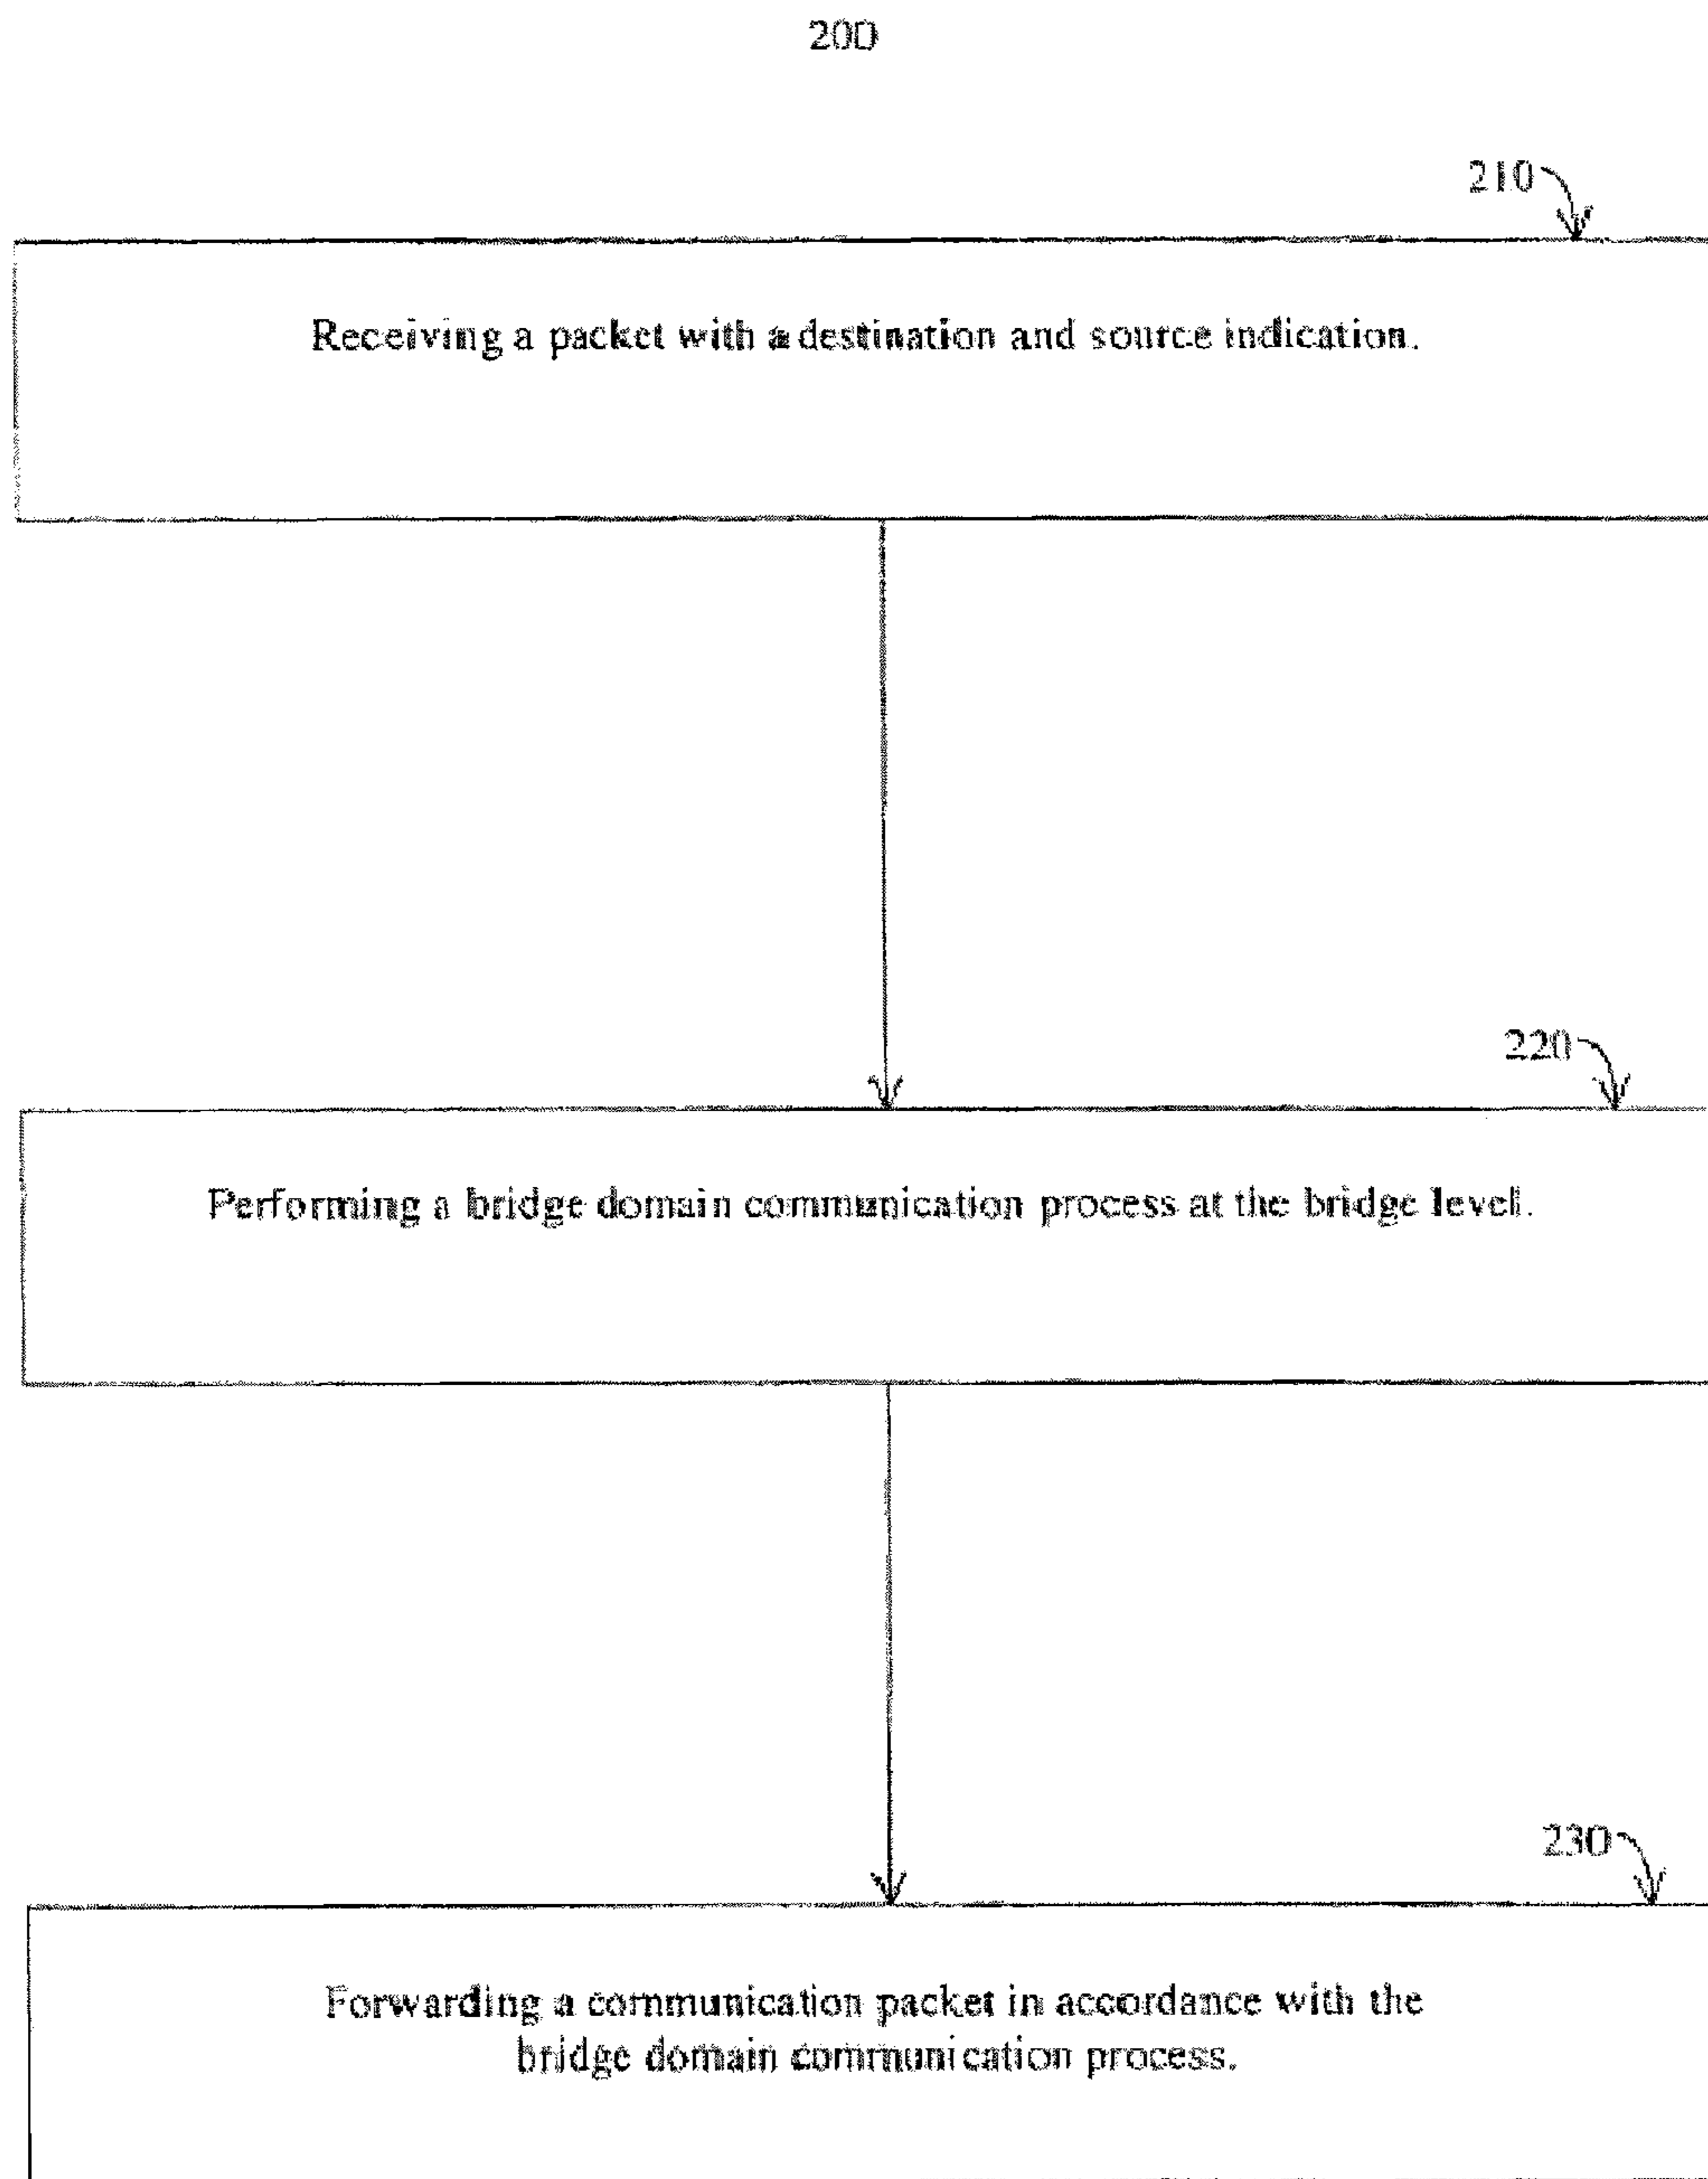 200
210
Receiving a packet with a destination and source indication.
220
Performing a bridge domain communication process at the bridge level.
230
Forwarding a communication packet in accordance with the
bridge domain communication process.